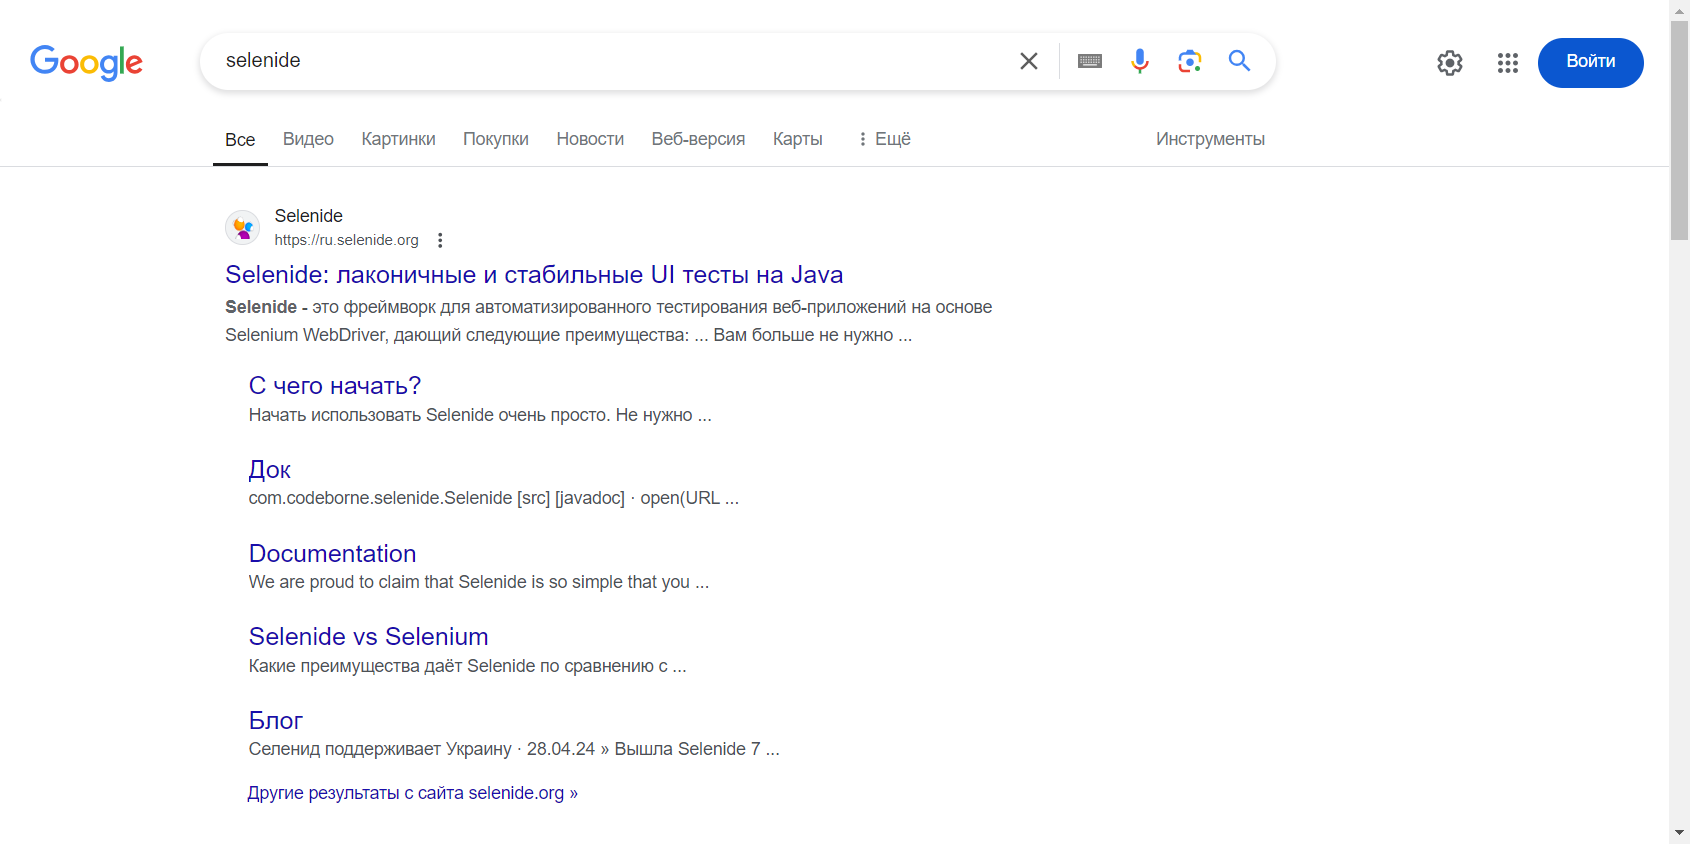 Google
selenide
Войти
Все
Видео
Картинки
Покупки
Новости
Веб-версия
Карты
Ещё
Инструменты
Selenide
https://ru.selenide.org
Selenide: лаконичные и стабильные UI тесты на Java
Selenide - это фреймворк для автоматизированного тестирования веб-приложений на основе
Selenium WebDriver, дающий следующие преимущества: ... Вам больше не нужно ...
С чего начать?
Начать использовать Selenide очень просто. Не нужно ...
Док
com.codeborne.selenide.Selenide [src] [javadoc] · open(URL ...
Documentation
We are proud to claim that Selenide is so simple that you ...
Selenide vs Selenium
Какие преимущества даёт Selenide по сравнению с ...
Блог
Селенид поддерживает Украину · 28.04.24 » Вышла Selenide 7 ...
Другие результаты с сайта selenide.org »